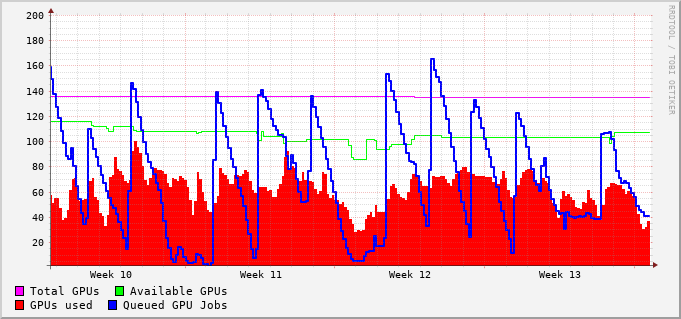 200
180
160
140
120
100
80
60
40
20
Week 10 Week 11 Week 12 Week 13
Total GPUs Available GPUs
GPUs used Queued GPU Jobs
RRDTOOL / TOBI OETIKER